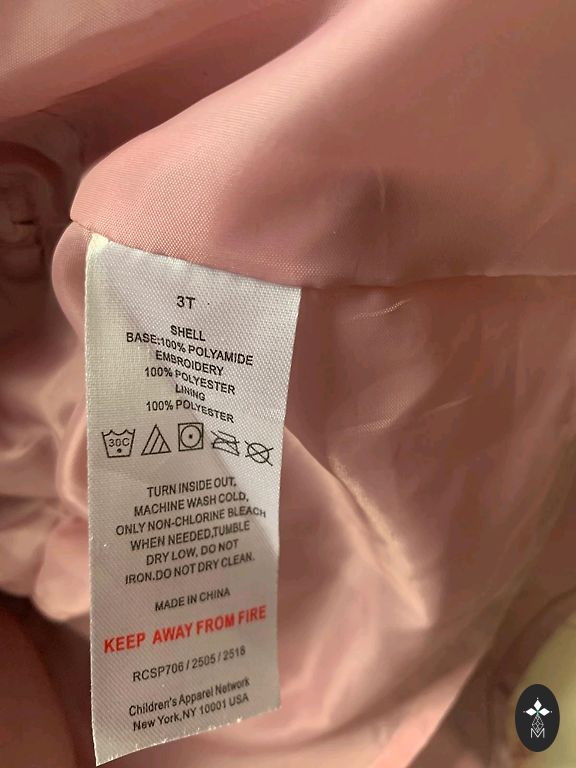 3T
SHELL
BASE:100% POLYAMIDE
EMBROIDERY
100% POLYESTER
LINING
100% POLYESTER
30C
TURN INSIDE OUT,
MACHINE WASH COLD,
ONLY NON-CHLORINE BLEACH
WHEN NEEDED,TUMBLE
DRY LOW, DO NOT
IRON.DO NOT DRY CLEAN.
MADE IN CHINA
KEEP AWAY FROM FIRE
RCSP706 / 2505 / 2518
Children's Apparel Network
New York,NY 10001 USA
M